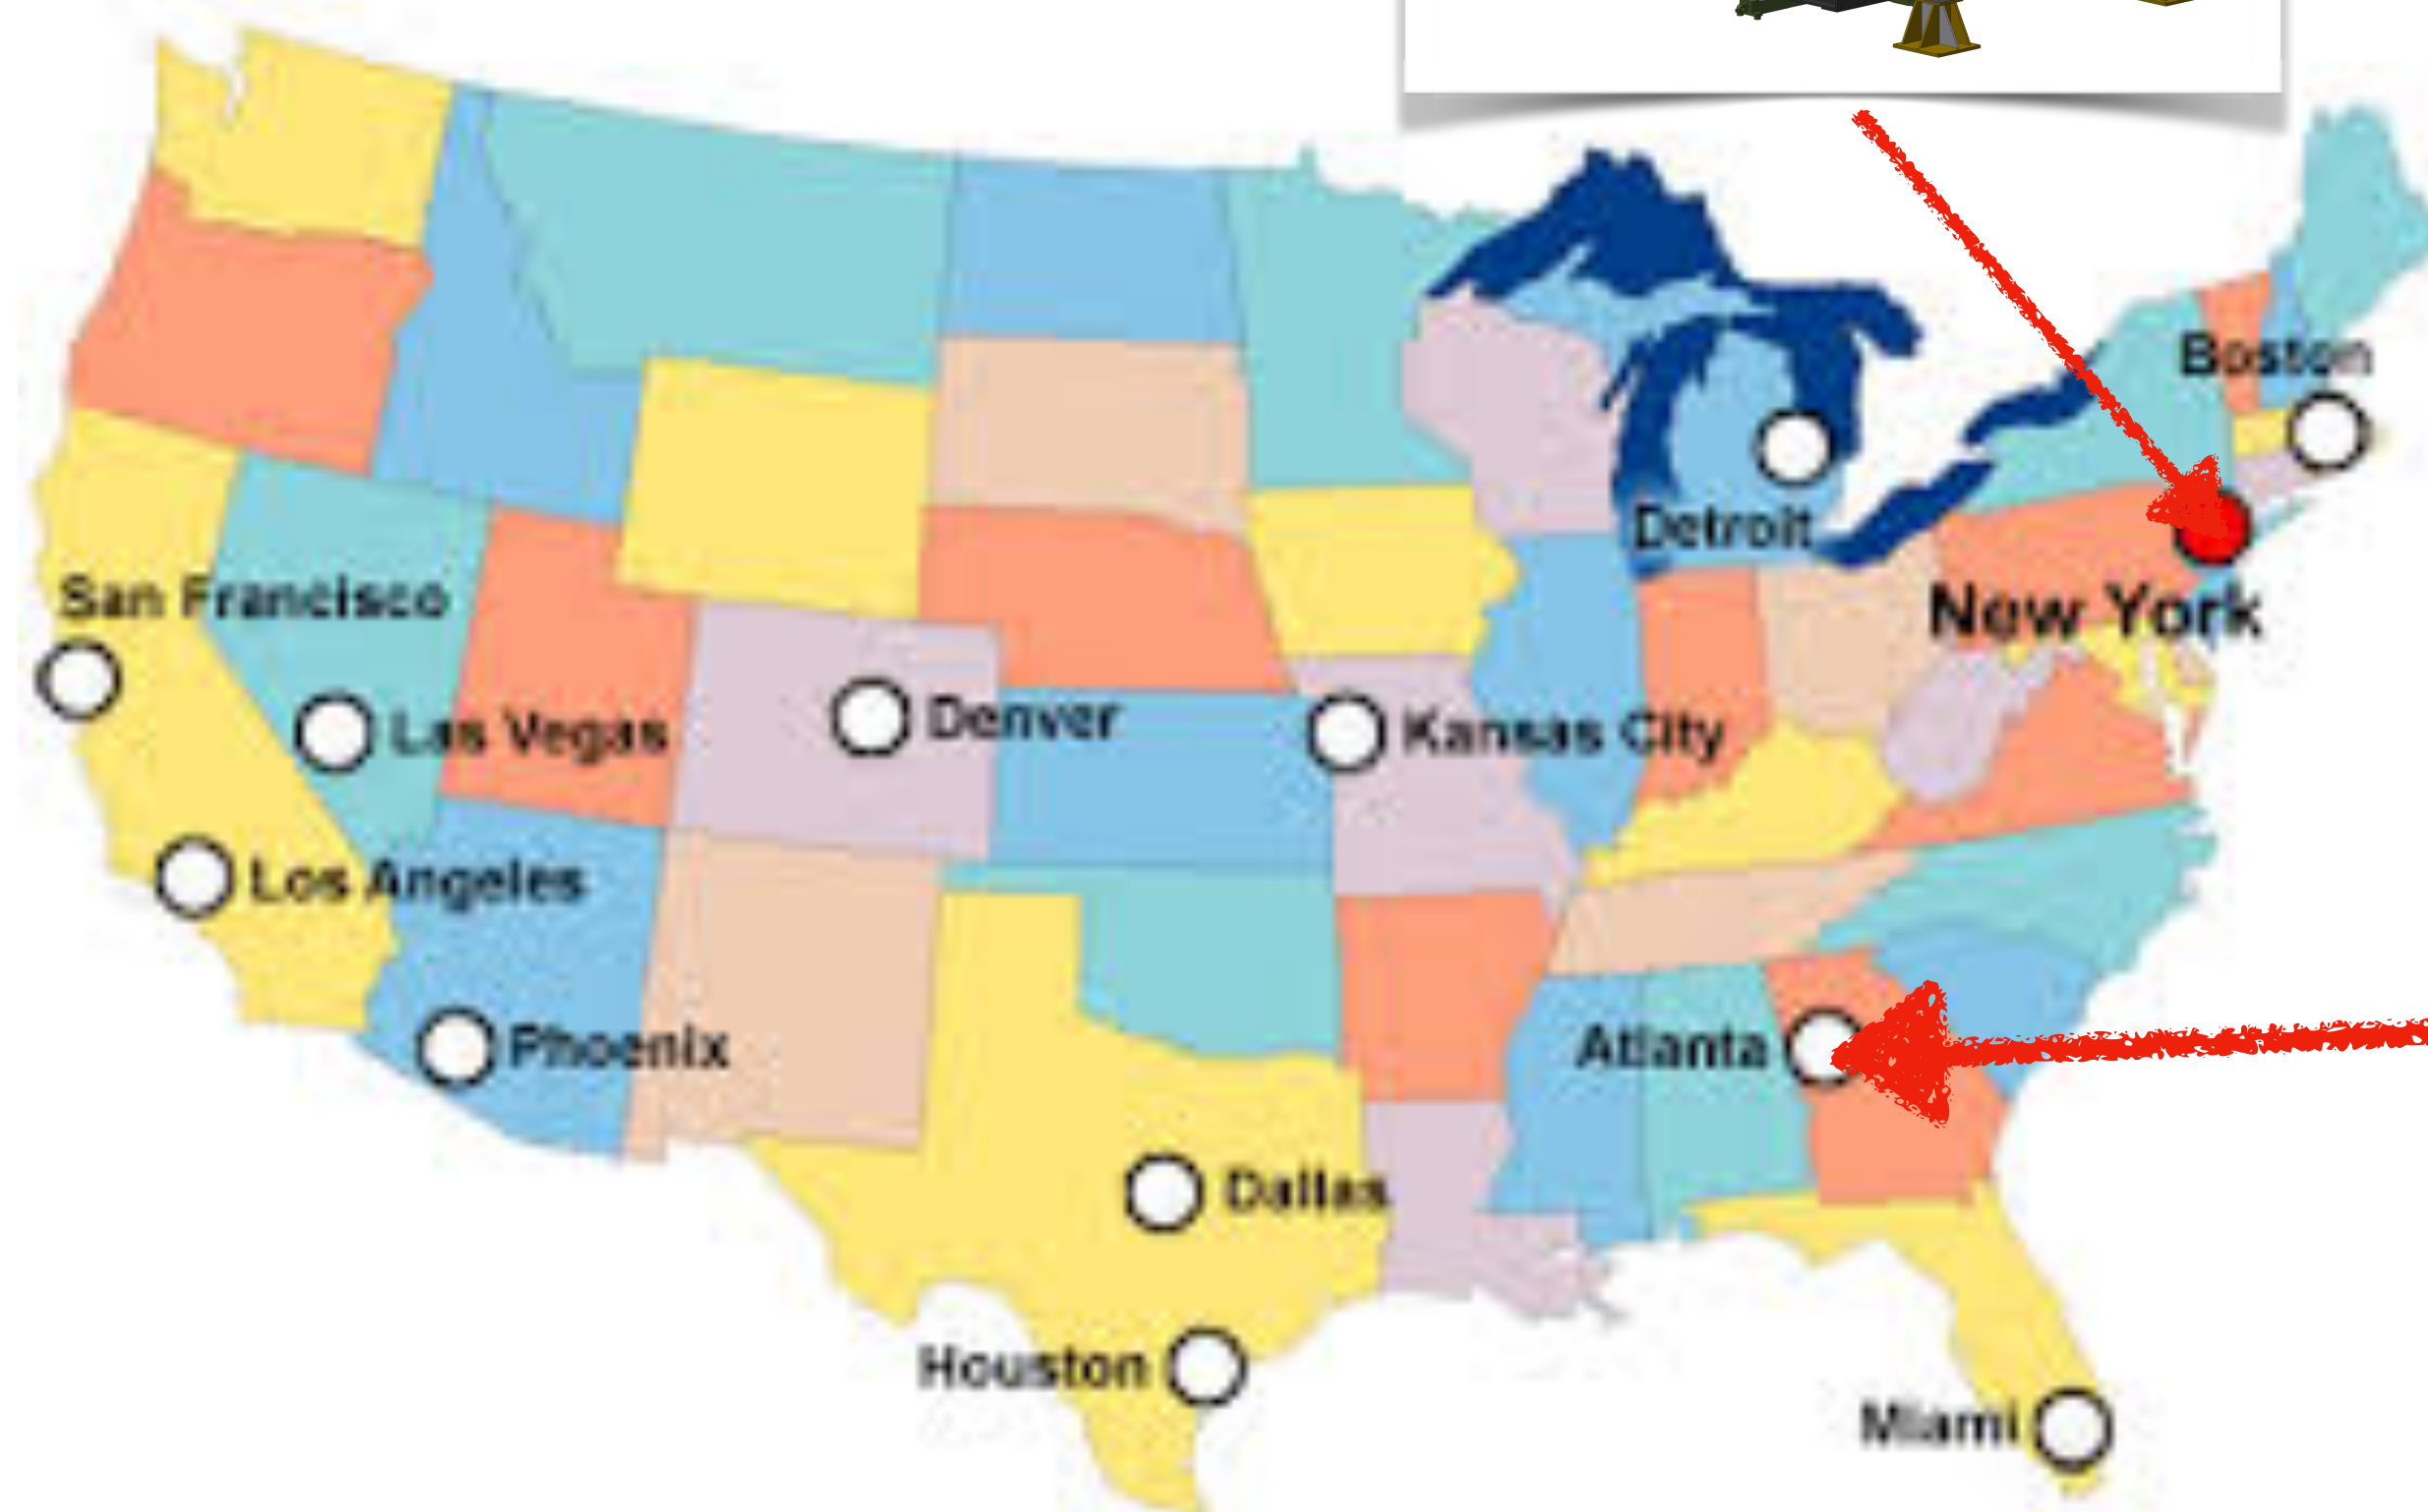 Boston
Detroit
San Francisco
New York
Las Vegas
Denver
Kansas City
Los Angeles
Phoenix
Atlanta
Dallas
Houston
Miami